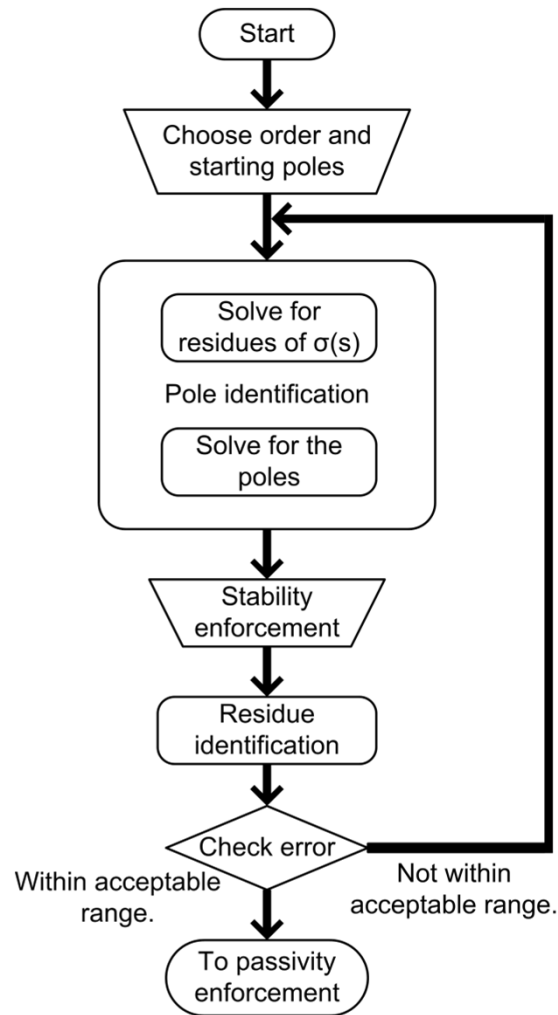 Start
Choose order and
starting poles
Solve for
residues of σ(s)
Pole identification
Solve for the
poles
Stability
enforcement
Residue
identification
Check error
Within acceptable
range.
Not within
acceptable range.
To passivity
enforcement